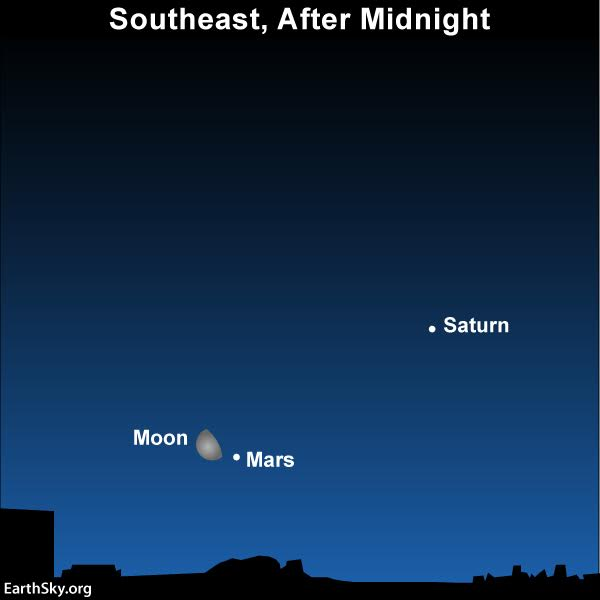 Southeast, After Midnight
Saturn
Moon
Mars
EarthSky.org